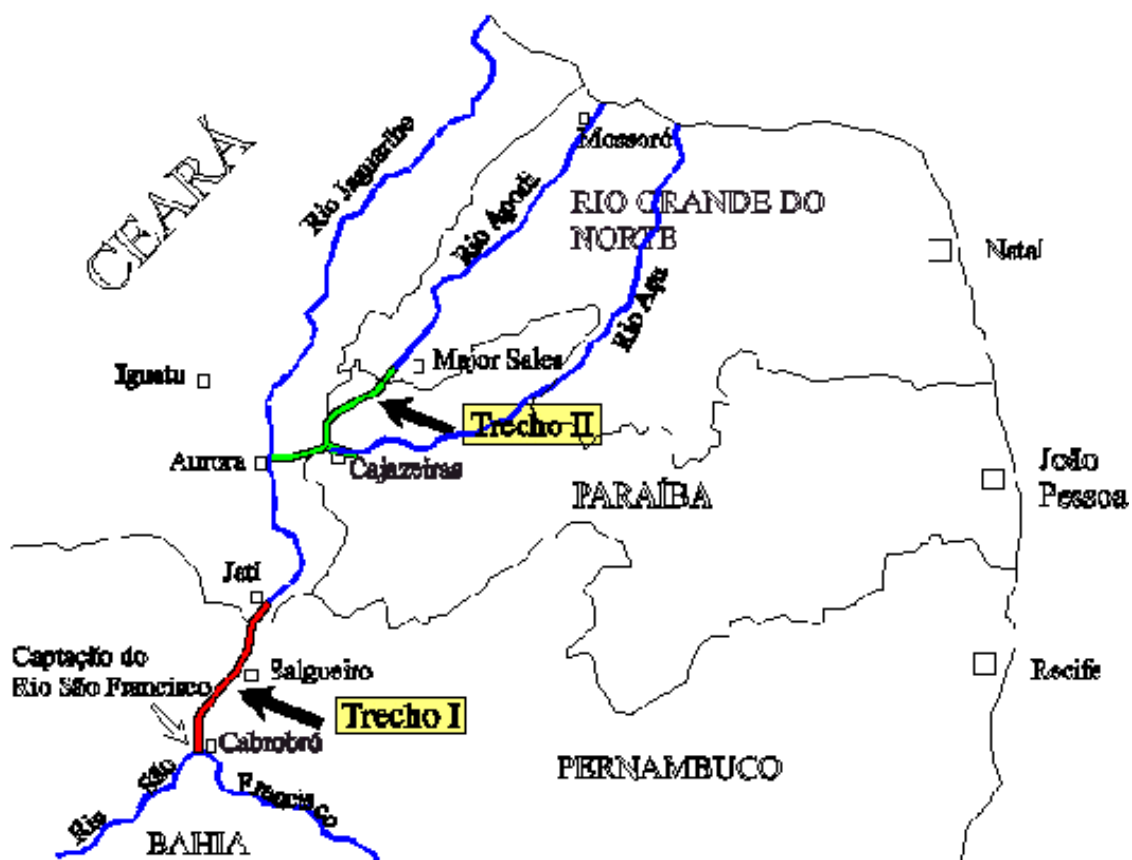 CEARÁ
Rio Jaguaribe
Mossoró
Rio Apodi
RIO GRANDE DO
NORTE
Natal
Rio Açu
Iguatu
Major Sales
Trecho II
Aurora
Cajazeiras
PARAÍBA
João
Pessoa
Jati
Captação do
Rio São Francisco
Salgueiro
Recife
Trecho I
Cabrobró
PERNAMBUCO
Rio São Francisco
BAHIA